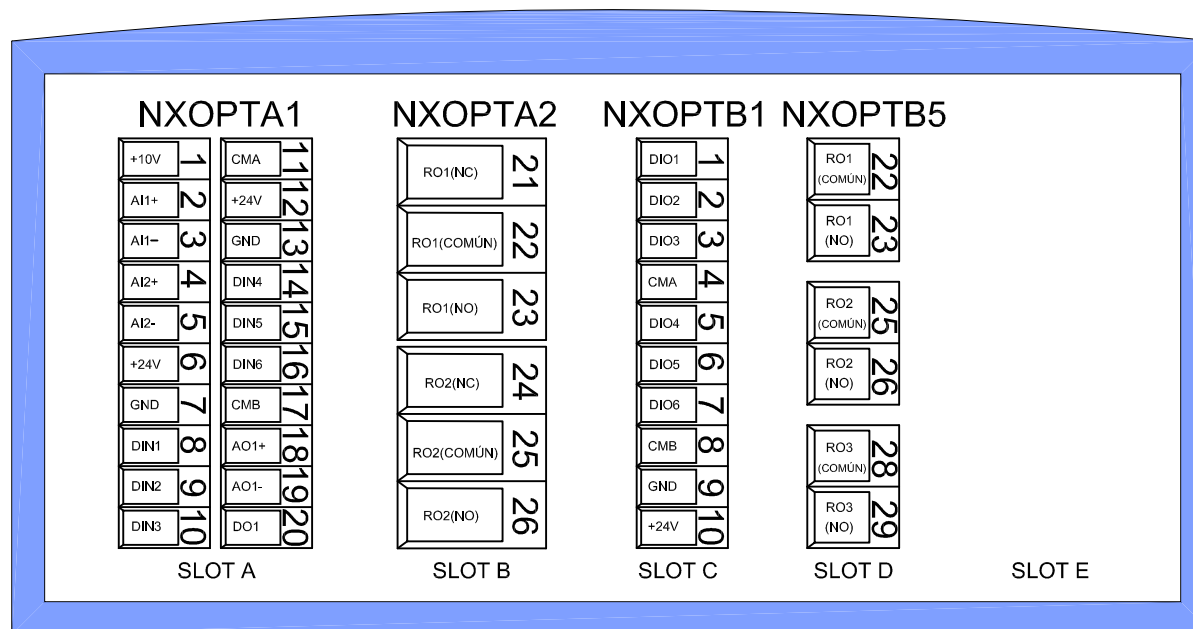 NXOPTA1 NXOPTA2 NXOPTB1 NXOPTB5
+10V 1
AI1+ 2
AI1- 3
AI2+ 4
AI2- 5
+24V 6
GND 7
DIN1 8
DIN2 9
DIN3 10
CMA 11
+24V 12
GND 13
DIN4 14
DIN5 15
DIN6 16
CMB 17
AO1+ 18
AO1- 19
DO1 20
RO1(NC) 21
RO1(COMÚN) 22
RO1(NO) 23
RO2(NC) 24
RO2(COMÚN) 25
RO2(NO) 26
DIO1 1
DIO2 2
DIO3 3
CMA 4
DIO4 5
DIO5 6
DIO6 7
CMB 8
GND 9
+24V 10
RO1
(COMÚN) 22
RO1
(NO) 23
RO2
(COMÚN) 25
RO2
(NO) 26
RO3
(COMÚN) 28
RO3
(NO) 29
SLOT A SLOT B SLOT C SLOT D SLOT E